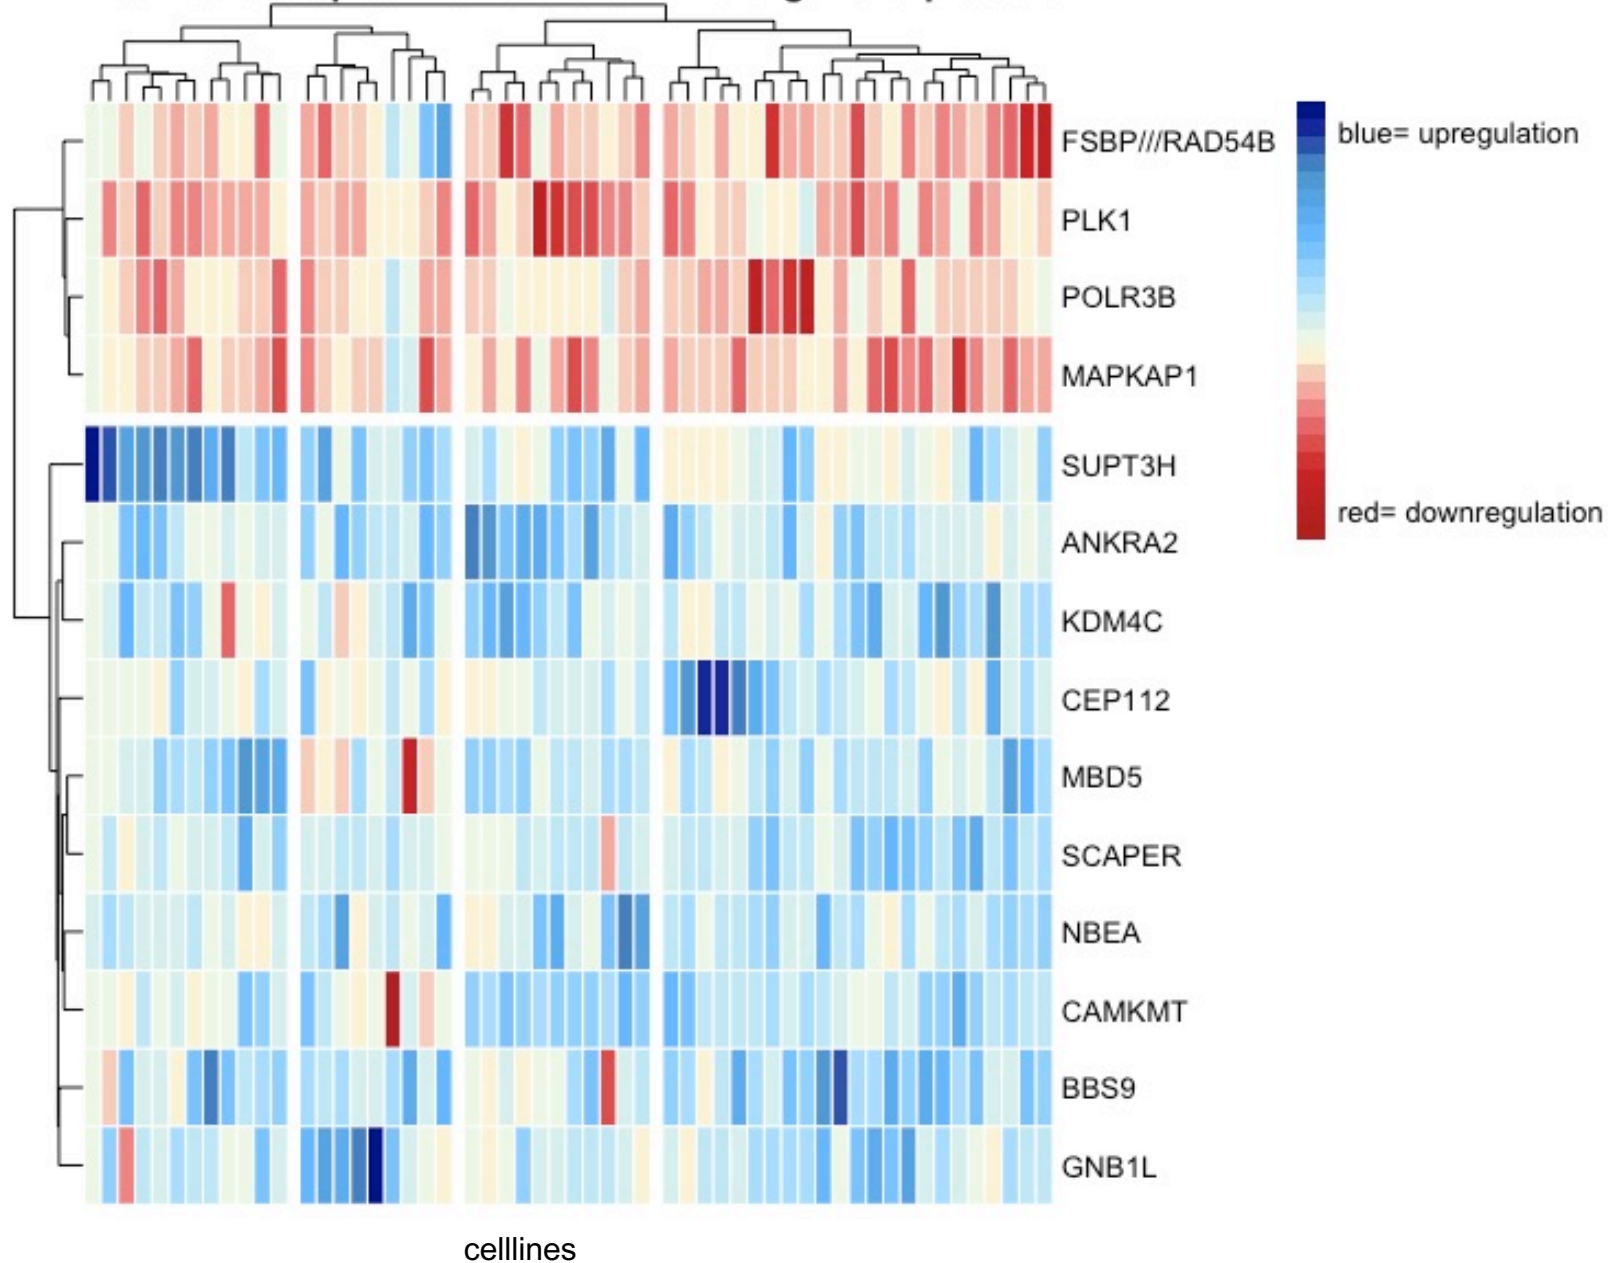 FSBP///RAD54B
blue= upregulation
PLK1
POLR3B
MAPKAP1
SUPT3H
red= downregulation
ANKRA2
KDM4C
CEP112
MBD5
SCAPER
NBEA
CAMKMT
BBS9
GNB1L
celllines